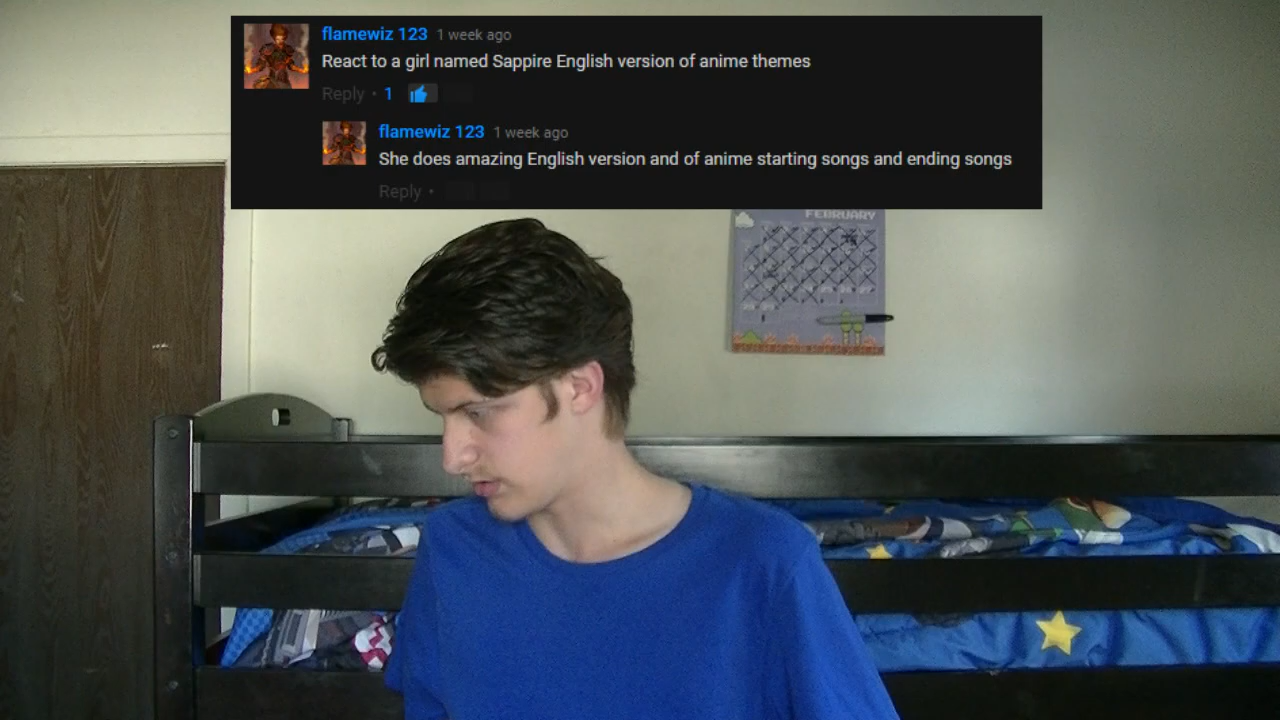 flamewiz 123 1 week ago
React to a girl named Sappire English version of anime themes
Reply • 1
flamewiz 123 1 week ago
She does amazing English version and of anime starting songs and ending songs
Reply •
FEBRUARY